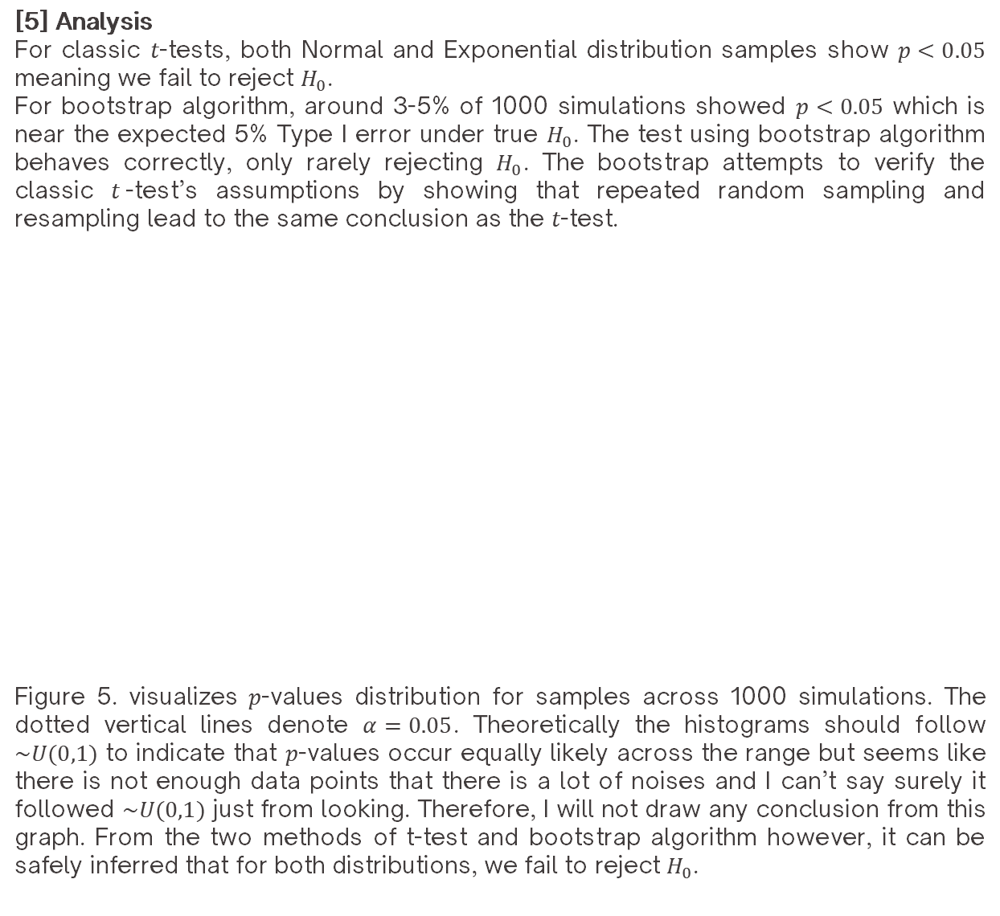 [5] Analysis
For classic t-tests, both Normal and Exponential distribution samples show p < 0.05
meaning we fail to reject H₀.
For bootstrap algorithm, around 3-5% of 1000 simulations showed p < 0.05 which is
near the expected 5% Type I error under true H₀. The test using bootstrap algorithm
behaves correctly, only rarely rejecting H₀. The bootstrap attempts to verify the
classic t-test’s assumptions by showing that repeated random sampling and
resampling lead to the same conclusion as the t-test.
Figure 5. visualizes p-values distribution for samples across 1000 simulations. The
dotted vertical lines denote α = 0.05. Theoretically the histograms should follow
~U(0,1) to indicate that p-values occur equally likely across the range but seems like
there is not enough data points that there is a lot of noises and I can’t say surely it
followed ~U(0,1) just from looking. Therefore, I will not draw any conclusion from this
graph. From the two methods of t-test and bootstrap algorithm however, it can be
safely inferred that for both distributions, we fail to reject H₀.